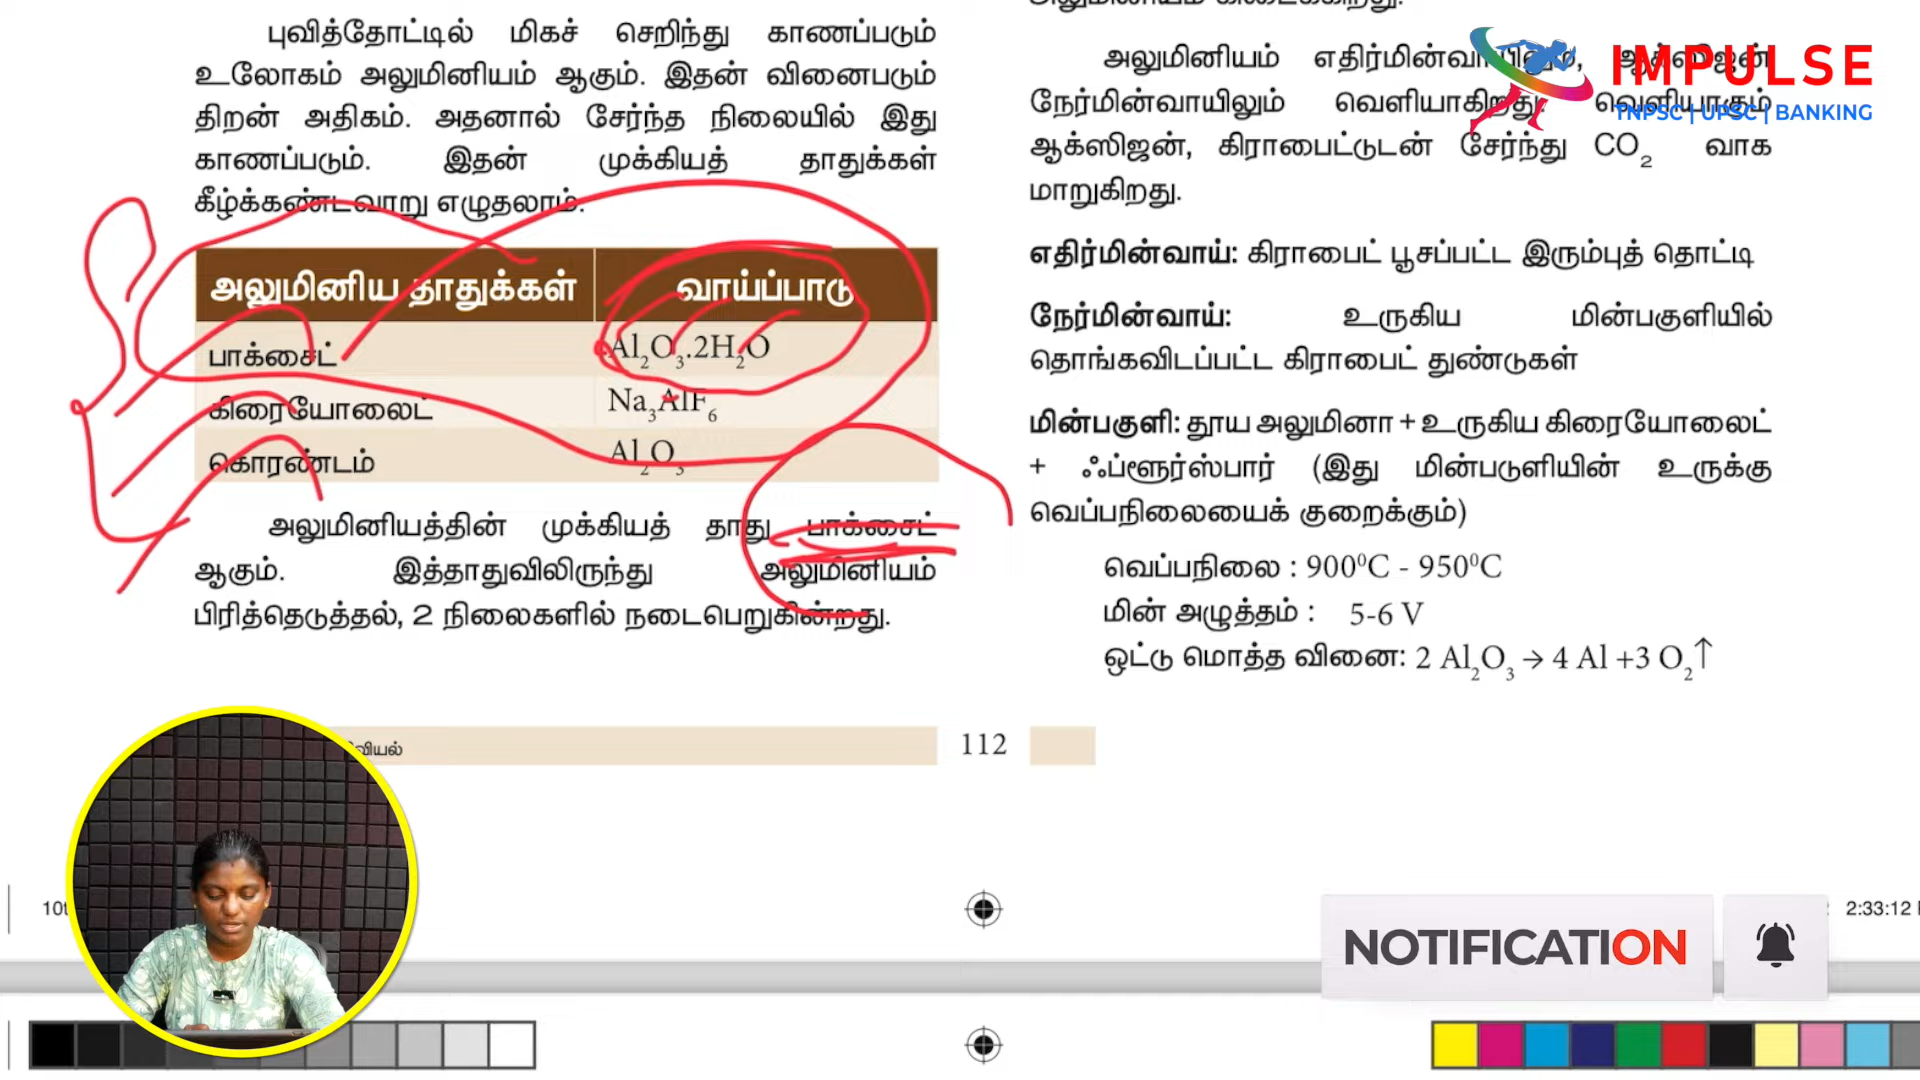 புவித்தோட்டில் மிகச் செறிந்து காணப்படும்
உலோகம் அலுமினியம் ஆகும். இதன் வினைபடும்
திறன் அதிகம். அதனால் சேர்ந்த நிலையில் இது
காணப்படும். இதன் முக்கியத் தாதுக்கள்
கீழ்க்கண்டவாறு எழுதலாம்.
அலுமினிய தாதுக்கள் வாய்ப்பாடு
பாக்சைட் Al₂O₃.2H₂O
கிரையோலைட் Na₃AlF₆
கொரண்டம் Al₂O₃
அலுமினியத்தின் முக்கியத் தாது பாக்சைட்
ஆகும். இத்தாதுவிலிருந்து அலுமினியம்
பிரித்தெடுத்தல், 2 நிலைகளில் நடைபெறுகின்றது.
அலுமினியம் எதிர்மின்வாயிலும், ஆக்ஸிஜன்
நேர்மின்வாயிலும் வெளியாகிறது. வெளியாகும்
ஆக்ஸிஜன், கிராபைட்டுடன் சேர்ந்து CO₂ வாக
மாறுகிறது.
எதிர்மின்வாய்: கிராபைட் பூசப்பட்ட இரும்புத் தொட்டி
நேர்மின்வாய்: உருகிய மின்பகுளியில்
தொங்கவிடப்பட்ட கிராபைட் துண்டுகள்
மின்பகுளி: தூய அலுமினா + உருகிய கிரையோலைட்
+ ஃப்ளூர்ஸ்பார் (இது மின்படுளியின் உருக்கு
வெப்பநிலையைக் குறைக்கும்)
வெப்பநிலை : 900⁰C - 950⁰C
மின் அழுத்தம் : 5-6 V
ஒட்டு மொத்த வினை: 2 Al₂O₃ → 4 Al +3 O₂↑
IMPULSE
TNPSC | UPSC | BANKING
112
2:33:12
NOTIFICATION